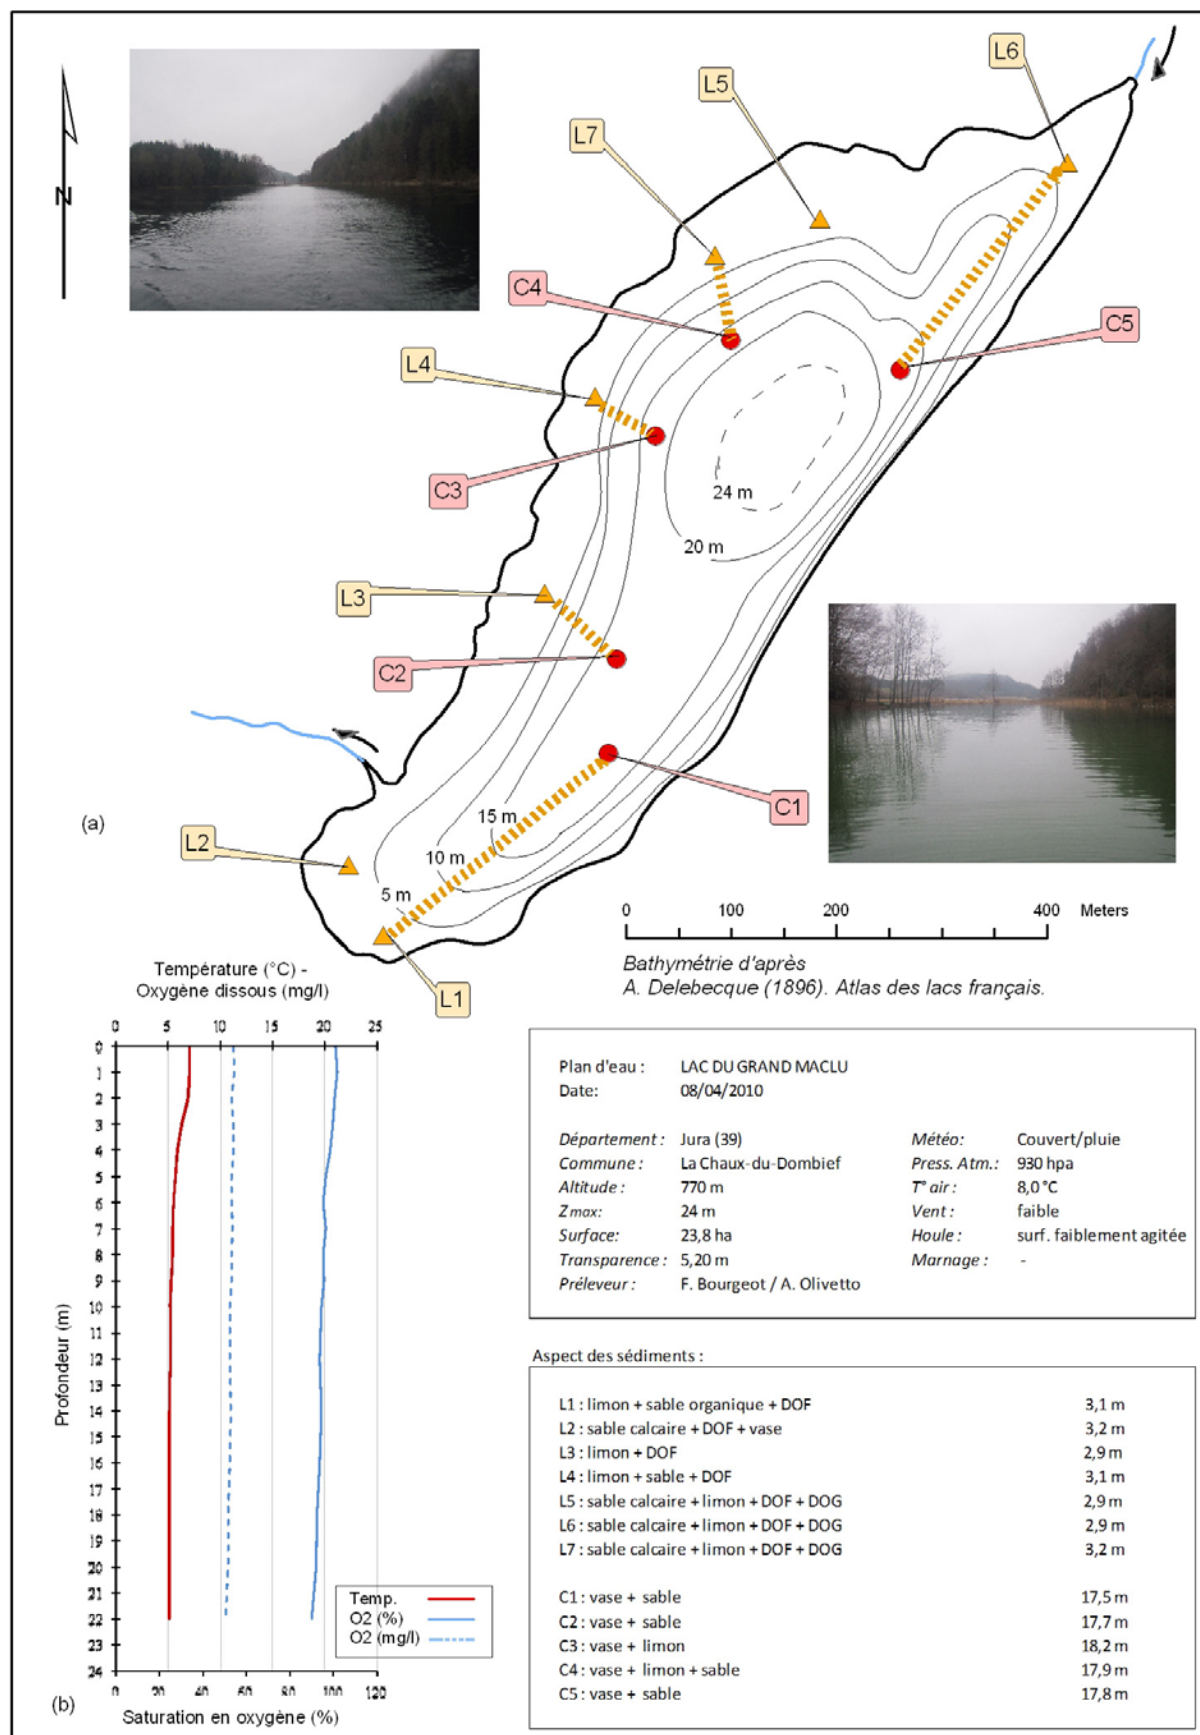 L6
L5
L7
N
C4
C5
L4
C3
24 m
20 m
L3
C2
C1
15 m
(a)
L2
10 m
5 m
0 100 200 400 Meters
L1
Bathymétrie d'après
A. Delebecque (1896). Atlas des lacs français.
Température (°C) -
Oxygène dissous (mg/l)
0 5 10 15 20 25
0
1
2
3
4
5
6
7
8
9
10
11
12
13
14
15
16
17
18
19
20
21
22
23
24
Profondeur (m)
Temp.
O2 (%)
O2 (mg/l)
0 20 40 60 80 100 120
Saturation en oxygène (%)
(b)
Plan d'eau : LAC DU GRAND MACLU
Date: 08/04/2010
Département : Jura (39) Météo: Couvert/pluie
Commune : La Chaux-du-Dombief Press. Atm.: 930 hpa
Altitude : 770 m T° air : 8,0 °C
Zmax: 24 m Vent : faible
Surface: 23,8 ha Houle : surf. faiblement agitée
Transparence : 5,20 m Marnage : -
Préleveur : F. Bourgeot / A. Olivetto
Aspect des sédiments :
L1 : limon + sable organique + DOF 3,1 m
L2 : sable calcaire + DOF + vase 3,2 m
L3 : limon + DOF 2,9 m
L4 : limon + sable + DOF 3,1 m
L5 : sable calcaire + limon + DOF + DOG 2,9 m
L6 : sable calcaire + limon + DOF + DOG 2,9 m
L7 : sable calcaire + limon + DOF + DOG 3,2 m
C1 : vase + sable 17,5 m
C2 : vase + sable 17,7 m
C3 : vase + limon 18,2 m
C4 : vase + limon + sable 17,9 m
C5 : vase + sable 17,8 m